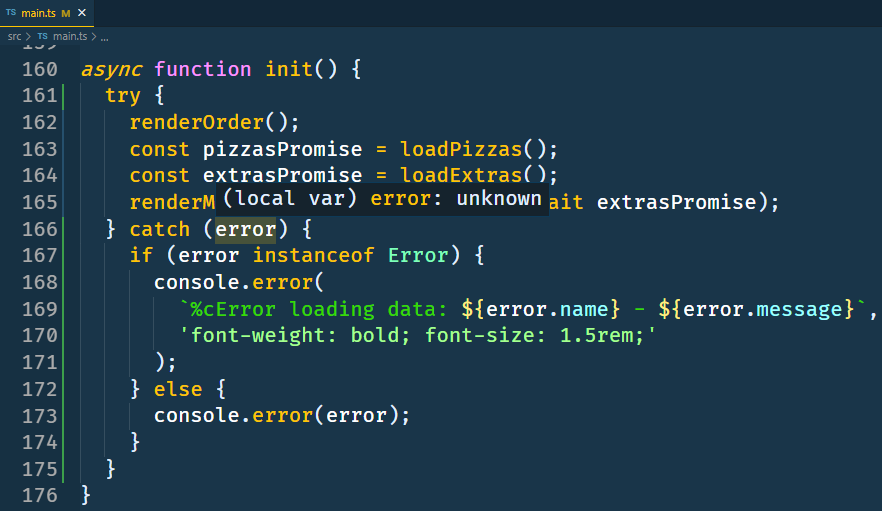 TS main.ts M ×
src > TS main.ts > ...
160 async function init() {
161 try {
162 renderOrder();
163 const pizzasPromise = loadPizzas();
164 const extrasPromise = loadExtras();
(local var) error: unknown
165 renderM ait extrasPromise);
166 } catch (error) {
167 if (error instanceof Error) {
168 console.error(
169 `%cError loading data: ${error.name} - ${error.message}`,
170 'font-weight: bold; font-size: 1.5rem;'
171 );
172 } else {
173 console.error(error);
174 }
175 }
176 }